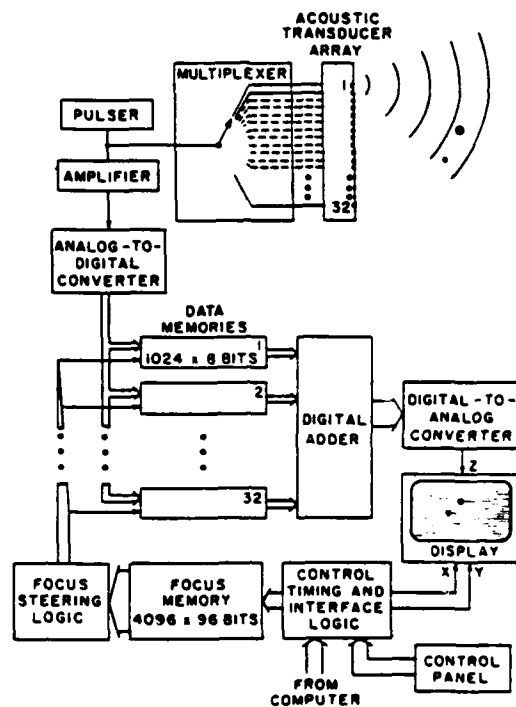 ACOUSTIC
TRANSDUCER
ARRAY
MULTIPLEXER
1
PULSER
AMPLIFIER
32
ANALOG-TO-
DIGITAL
CONVERTER
DATA
MEMORIES
1
1024 x 8 BITS
2
32
DIGITAL
ADDER
DIGITAL-TO-
ANALOG
CONVERTER
Z
DISPLAY
X
Y
FOCUS
STEERING
LOGIC
FOCUS
MEMORY
4096 x 96 BITS
CONTROL
TIMING AND
INTERFACE
LOGIC
FROM
COMPUTER
CONTROL
PANEL